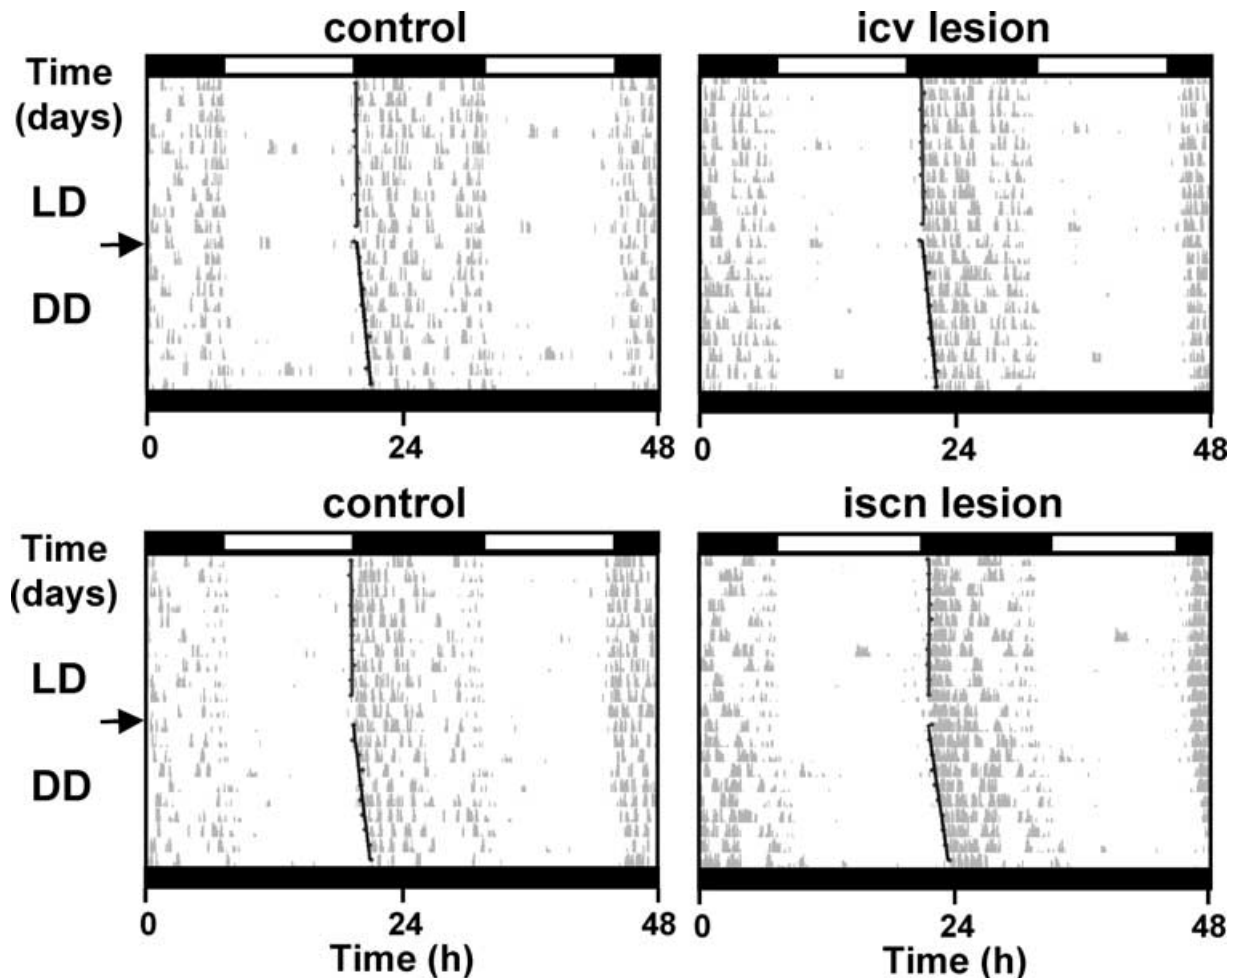 control
icv lesion
Time
(days)
LD
DD
0
24
48
0
24
48
control
iscn lesion
Time
(days)
LD
DD
0
24
48
0
24
48
Time (h)
Time (h)